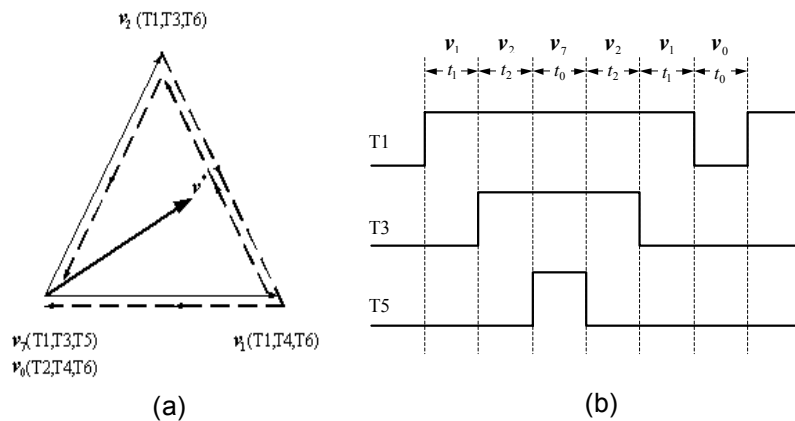 v2 (T1,T3,T6)
v*
v7(T1,T3,T5)
v0(T2,T4,T6)
v1(T1,T4,T6)
(a)
v1 v2 v7 v2 v1 v0
t1 t2 t0 t2 t1 t0
T1
T3
T5
(b)